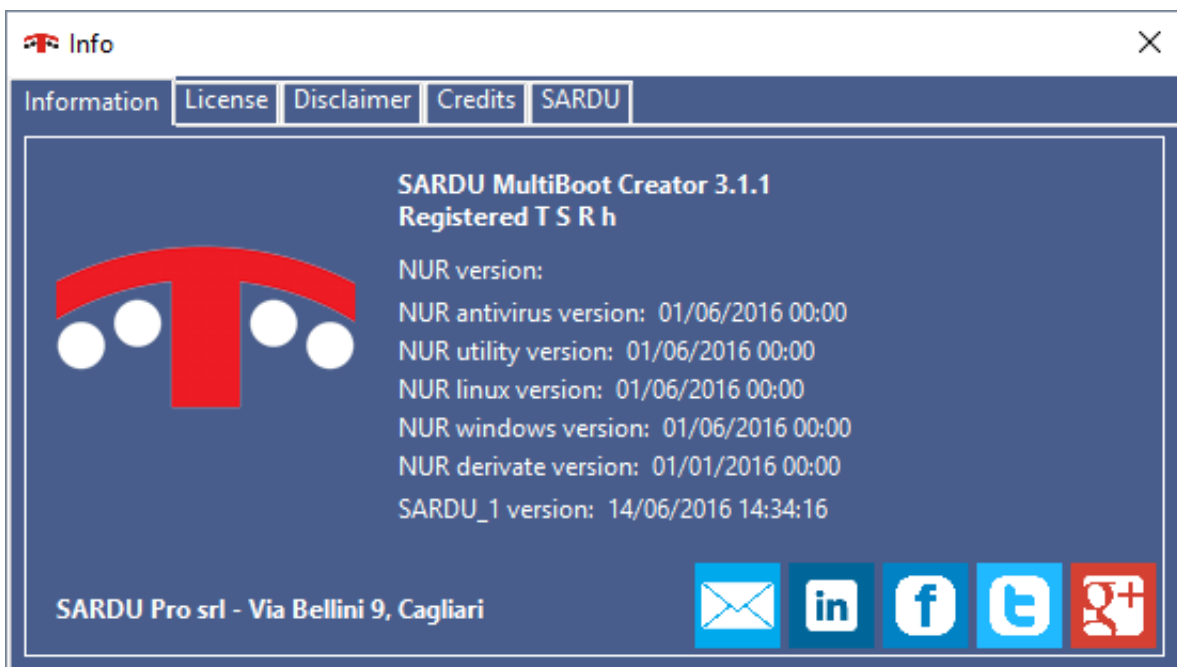 Info
Information License Disclaimer Credits SARDU
SARDU MultiBoot Creator 3.1.1
Registered T S R h
NUR version:
NUR antivirus version: 01/06/2016 00:00
NUR utility version: 01/06/2016 00:00
NUR linux version: 01/06/2016 00:00
NUR windows version: 01/06/2016 00:00
NUR derivate version: 01/01/2016 00:00
SARDU_1 version: 14/06/2016 14:34:16
SARDU Pro srl - Via Bellini 9, Cagliari
in f t g+